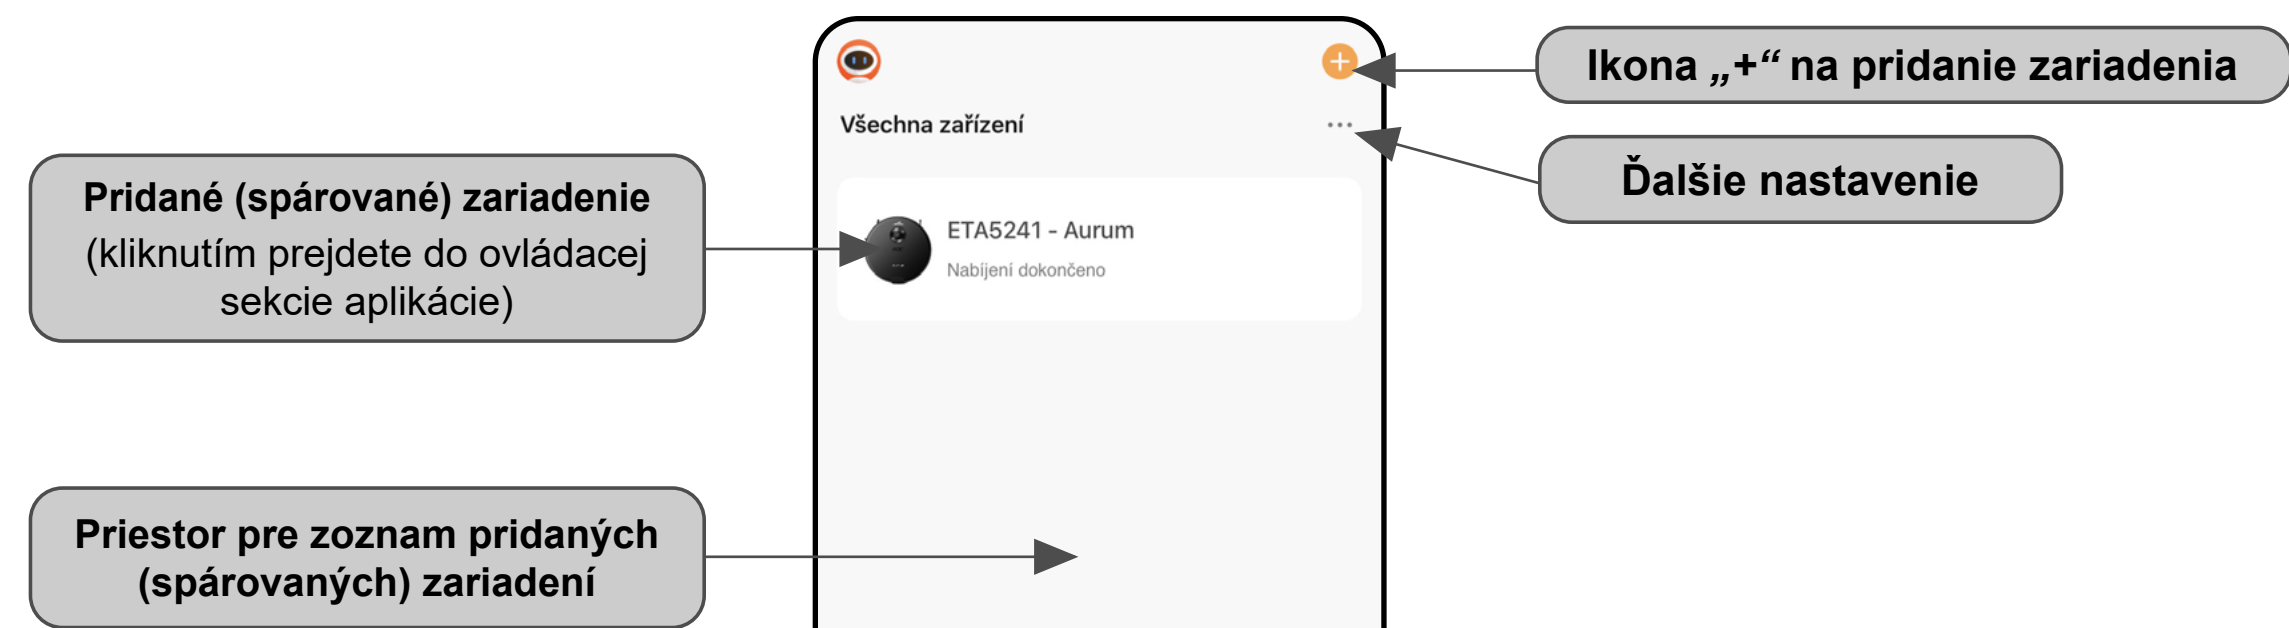 Ikona „+“ na pridanie zariadenia
Všechna zařízení
Ďalšie nastavenie
Pridané (spárované) zariadenie
(kliknutím prejdete do ovládacej
sekcie aplikácie)
ETA5241 - Aurum
Nabíjení dokončeno
Priestor pre zoznam pridaných
(spárovaných) zariadení